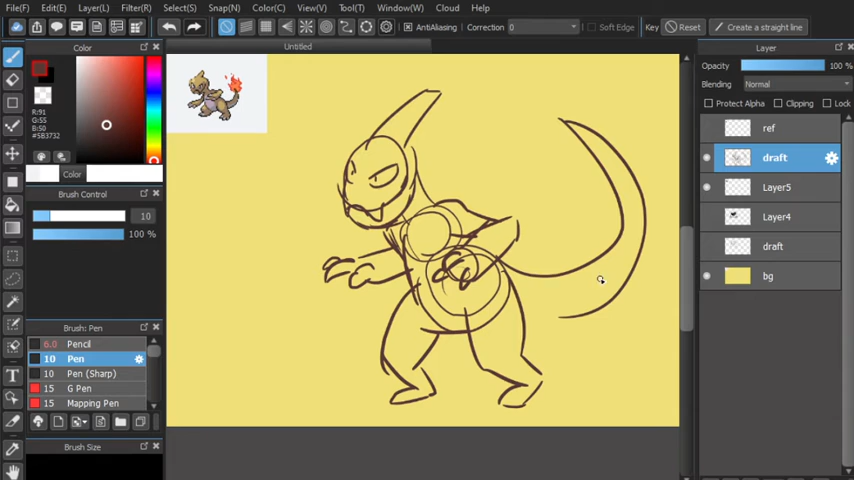 File(F) Edit(E) Layer(L) Filter(R) Select(S) Snap(N) Color(C) View(V) Tool(T) Window(W) Cloud Help
AntiAliasing Correction 0 Soft Edge Key Reset Create a straight line
Untitled
Color
R:91
G:55
B:50
#5B3732
Color
Brush Control
10
100 %
Brush: Pen
6.0 Pencil
10 Pen
10 Pen (Sharp)
15 G Pen
15 Mapping Pen
Brush Size
Layer
Opacity 100 %
Blending Normal
Protect Alpha Clipping Lock
ref
draft
Layer5
Layer4
draft
bg